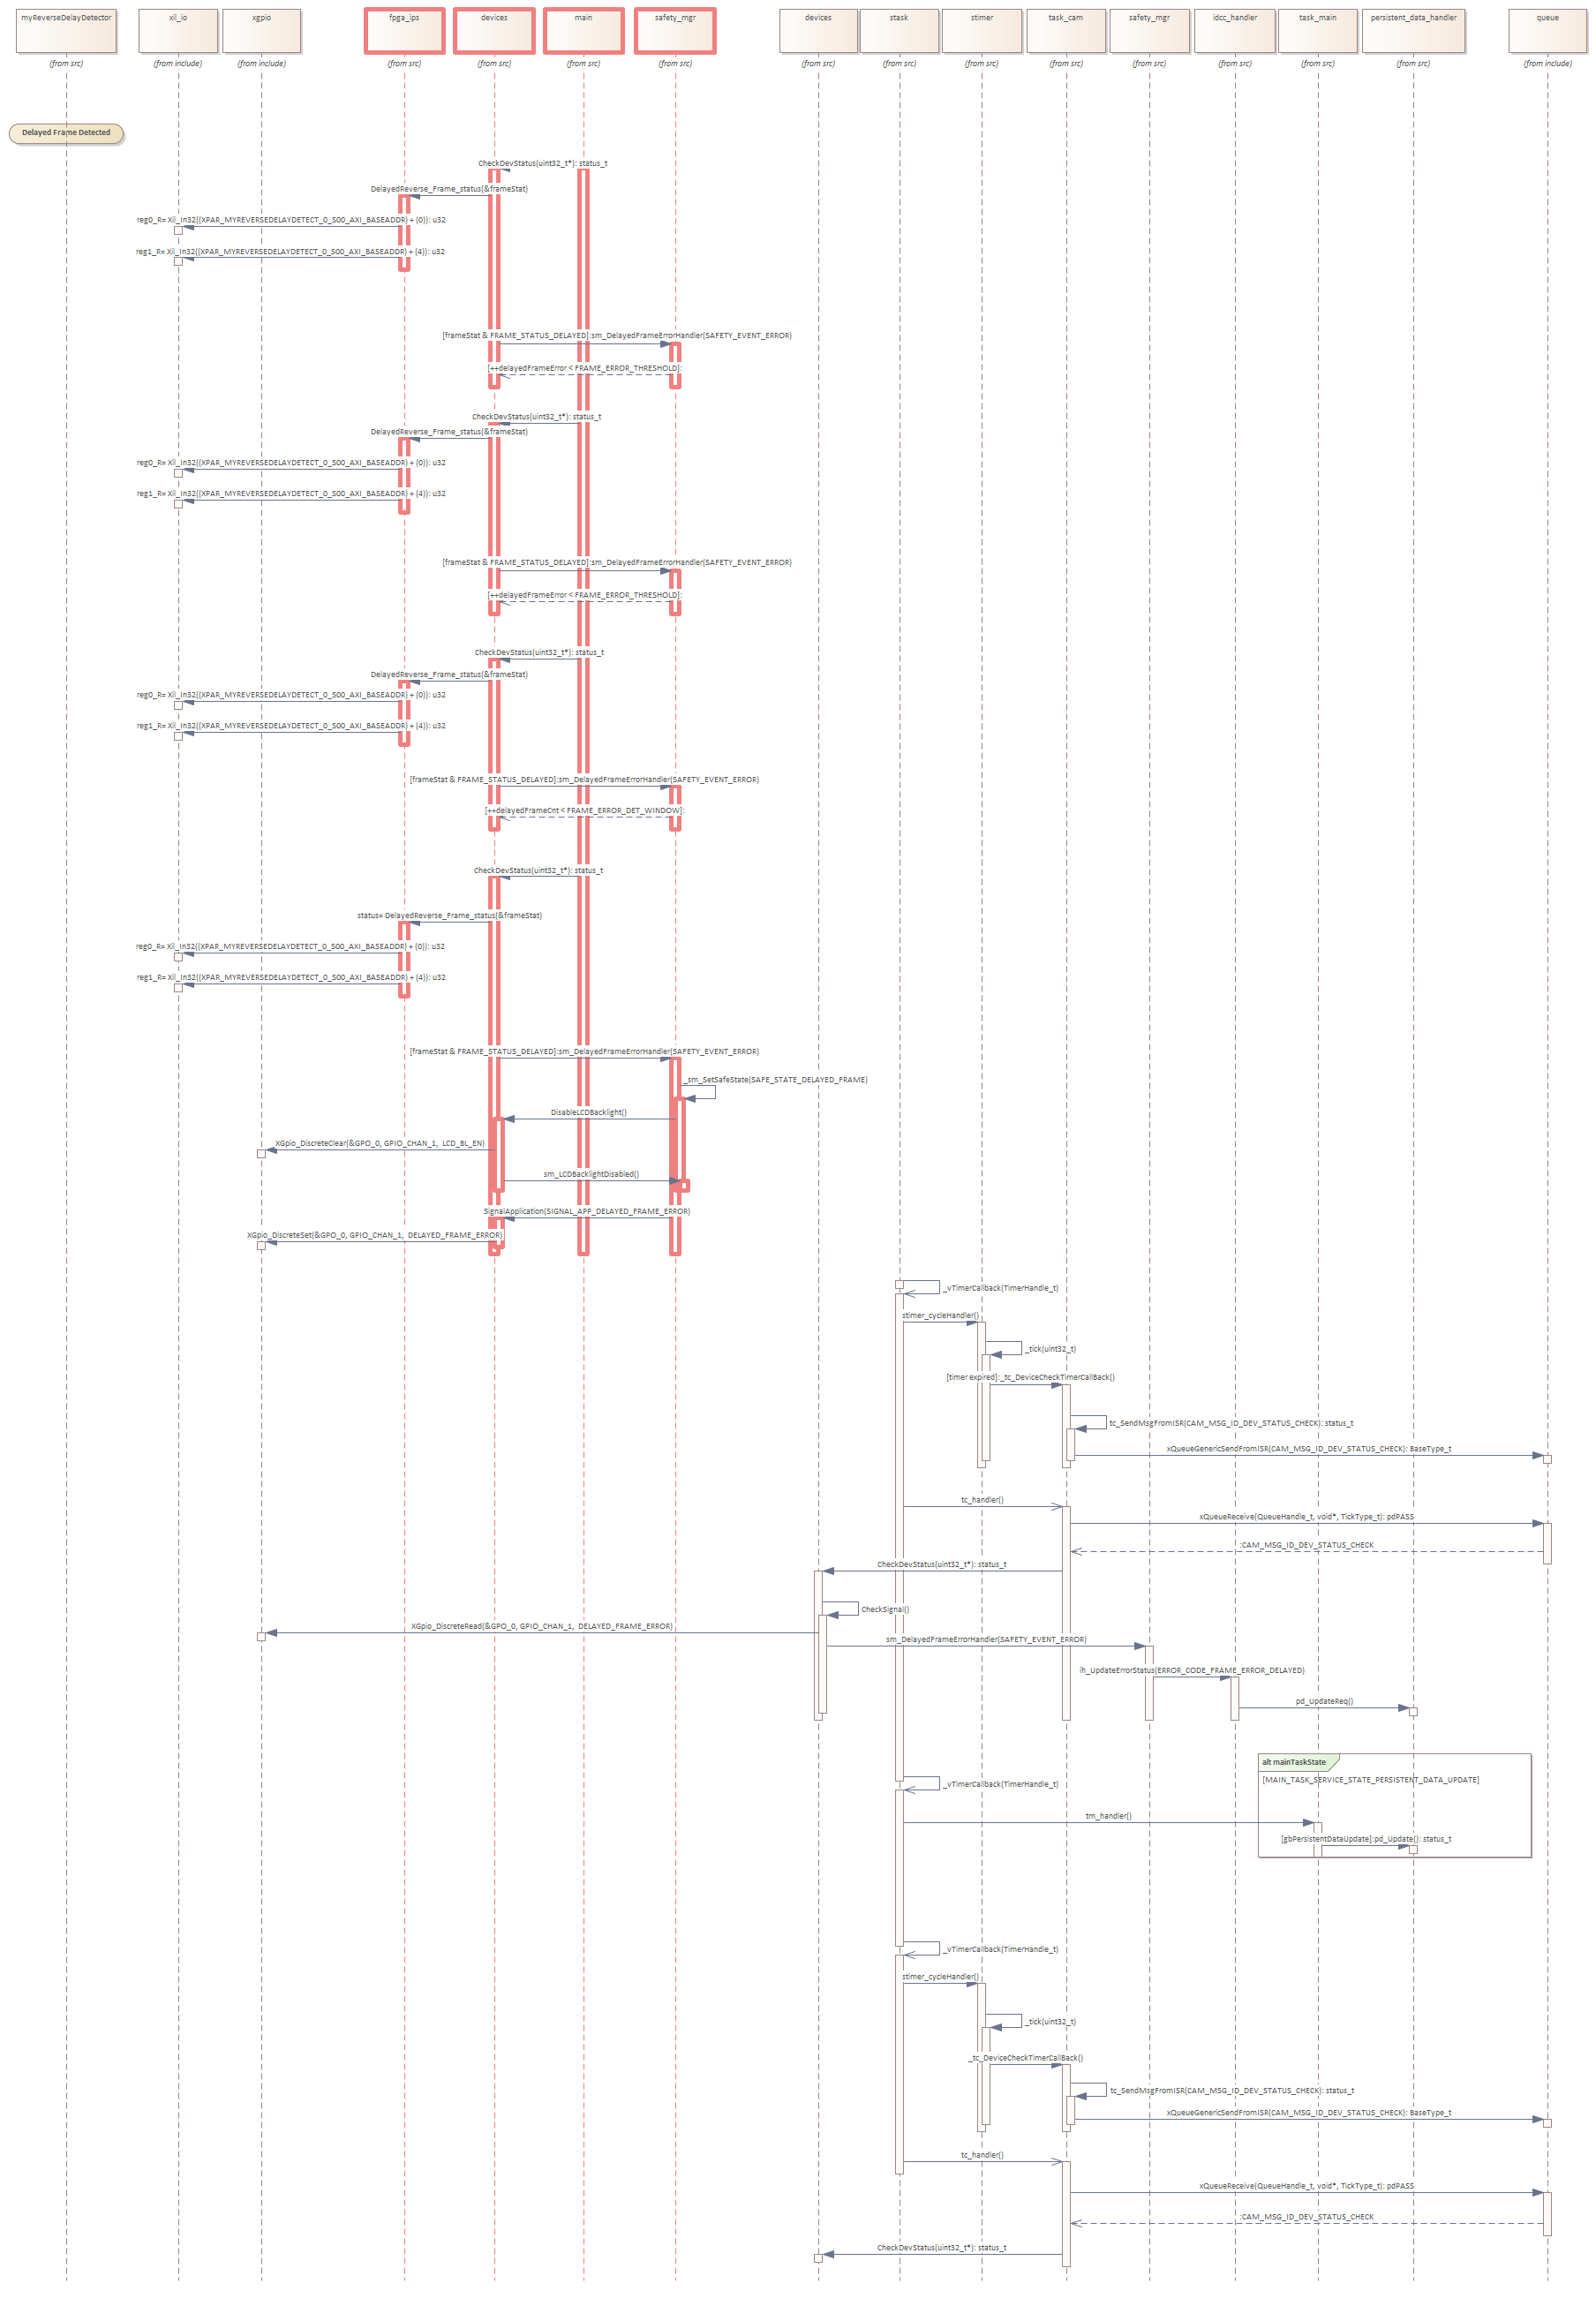 myReverseDelayDetector
xil_io
xgpio
fpga_ips
devices
main
safety_mgr
devices
stask
stimer
task_cam
safety_mgr
idcc_handler
task_main
persistent_data_handler
queue
(from src)
(from include)
(from include)
(from src)
(from src)
(from src)
(from src)
(from src)
(from src)
(from src)
(from src)
(from src)
(from src)
(from src)
(from src)
(from include)
Delayed Frame Detected
CheckDevStatus(uint32_t*): status_t
DelayedReverse_Frame_status(&frameStat)
reg0_R= Xil_In32((XPAR_MYREVERSEDELAYDETECT_0_S00_AXI_BASEADDR) + (0)): u32
reg1_R= Xil_In32((XPAR_MYREVERSEDELAYDETECT_0_S00_AXI_BASEADDR) + (4)): u32
[frameStat & FRAME_STATUS_DELAYED]:sm_DelayedFrameErrorHandler(SAFETY_EVENT_ERROR)
[++delayedFrameError < FRAME_ERROR_THRESHOLD]:
CheckDevStatus(uint32_t*): status_t
DelayedReverse_Frame_status(&frameStat)
reg0_R= Xil_In32((XPAR_MYREVERSEDELAYDETECT_0_S00_AXI_BASEADDR) + (0)): u32
reg1_R= Xil_In32((XPAR_MYREVERSEDELAYDETECT_0_S00_AXI_BASEADDR) + (4)): u32
[frameStat & FRAME_STATUS_DELAYED]:sm_DelayedFrameErrorHandler(SAFETY_EVENT_ERROR)
[++delayedFrameError < FRAME_ERROR_THRESHOLD]:
CheckDevStatus(uint32_t*): status_t
DelayedReverse_Frame_status(&frameStat)
reg0_R= Xil_In32((XPAR_MYREVERSEDELAYDETECT_0_S00_AXI_BASEADDR) + (0)): u32
reg1_R= Xil_In32((XPAR_MYREVERSEDELAYDETECT_0_S00_AXI_BASEADDR) + (4)): u32
[frameStat & FRAME_STATUS_DELAYED]:sm_DelayedFrameErrorHandler(SAFETY_EVENT_ERROR)
[++delayedFrameCnt < FRAME_ERROR_DET_WINDOW]:
CheckDevStatus(uint32_t*): status_t
status= DelayedReverse_Frame_status(&frameStat)
reg0_R= Xil_In32((XPAR_MYREVERSEDELAYDETECT_0_S00_AXI_BASEADDR) + (0)): u32
reg1_R= Xil_In32((XPAR_MYREVERSEDELAYDETECT_0_S00_AXI_BASEADDR) + (4)): u32
[frameStat & FRAME_STATUS_DELAYED]:sm_DelayedFrameErrorHandler(SAFETY_EVENT_ERROR)
_sm_SetSafeState(SAFE_STATE_DELAYED_FRAME)
DisableLCDBacklight()
XGpio_DiscreteClear(&GPO_0, GPIO_CHAN_1, LCD_BL_EN)
sm_LCDBacklightDisabled()
SignalApplication(SIGNAL_APP_DELAYED_FRAME_ERROR)
XGpio_DiscreteSet(&GPO_0, GPIO_CHAN_1, DELAYED_FRAME_ERROR)
_vTimerCallback(TimerHandle_t)
stimer_cycleHandler()
_tick(uint32_t)
[timer expired]:_tc_DeviceCheckTimerCallBack()
tc_SendMsgFromISR(CAM_MSG_ID_DEV_STATUS_CHECK): status_t
xQueueGenericSendFromISR(CAM_MSG_ID_DEV_STATUS_CHECK): BaseType_t
tc_handler()
xQueueReceive(QueueHandle_t, void*, TickType_t): pdPASS
:CAM_MSG_ID_DEV_STATUS_CHECK
CheckDevStatus(uint32_t*): status_t
CheckSignal()
XGpio_DiscreteRead(&GPO_0, GPIO_CHAN_1, DELAYED_FRAME_ERROR)
sm_DelayedFrameErrorHandler(SAFETY_EVENT_ERROR)
ih_UpdateErrorStatus(ERROR_CODE_FRAME_ERROR_DELAYED)
pd_UpdateReq()
alt mainTaskState
[MAIN_TASK_SERVICE_STATE_PERSISTENT_DATA_UPDATE]
_vTimerCallback(TimerHandle_t)
tm_handler()
[gbPersistentDataUpdate]:pd_Update(): status_t
_vTimerCallback(TimerHandle_t)
stimer_cycleHandler()
_tick(uint32_t)
_tc_DeviceCheckTimerCallBack()
tc_SendMsgFromISR(CAM_MSG_ID_DEV_STATUS_CHECK): status_t
xQueueGenericSendFromISR(CAM_MSG_ID_DEV_STATUS_CHECK): BaseType_t
tc_handler()
xQueueReceive(QueueHandle_t, void*, TickType_t): pdPASS
:CAM_MSG_ID_DEV_STATUS_CHECK
CheckDevStatus(uint32_t*): status_t